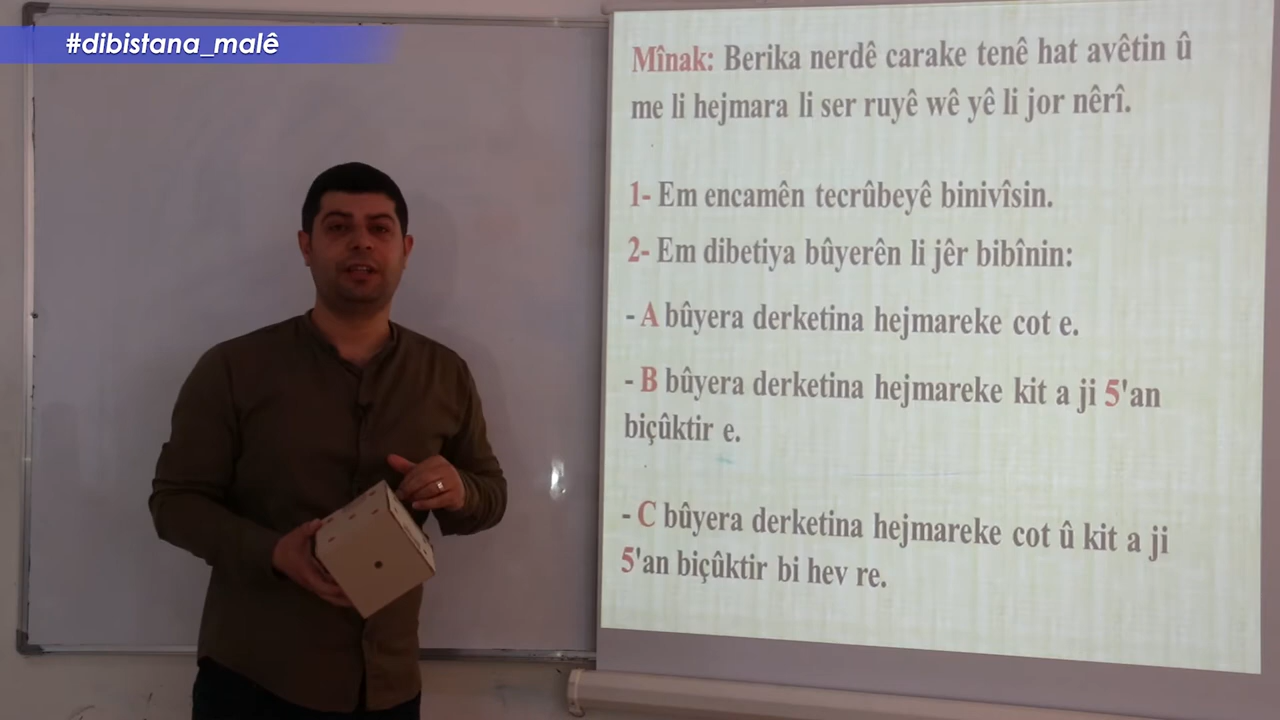 #dibistana_malê
Mînak: Berika nerdê carake tenê hat avêtin û
me li hejmara li ser ruyê wê yê li jor nêrî.
1- Em encamên tecrûbeyê binivîsin.
2- Em dibetiya bûyerên li jêr bibînin:
- A bûyera derketina hejmareke cot e.
- B bûyera derketina hejmareke kit a ji 5'an
biçûktir e.
- C bûyera derketina hejmareke cot û kit a ji
5'an biçûktir bi hev re.